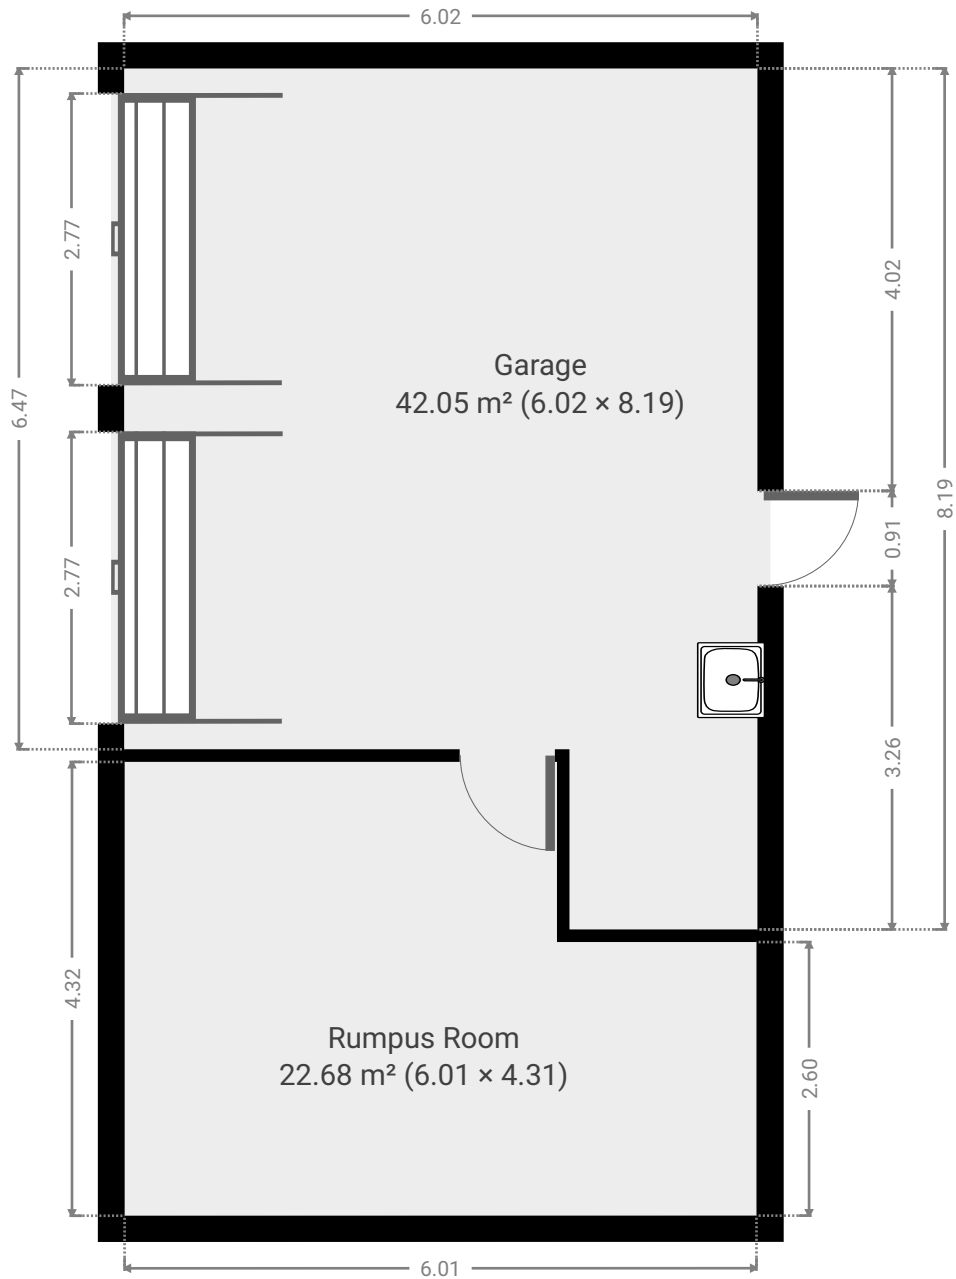 6.02
2.77
4.02
Garage
42.05 m² (6.02 × 8.19)
6.47
8.19
0.91
2.77
3.26
4.32
Rumpus Room
22.68 m² (6.01 × 4.31)
2.60
6.01